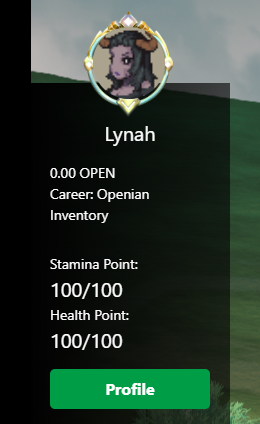 Lynah
0.00 OPEN
Career: Openian
Inventory
Stamina Point:
100/100
Health Point:
100/100
Profile